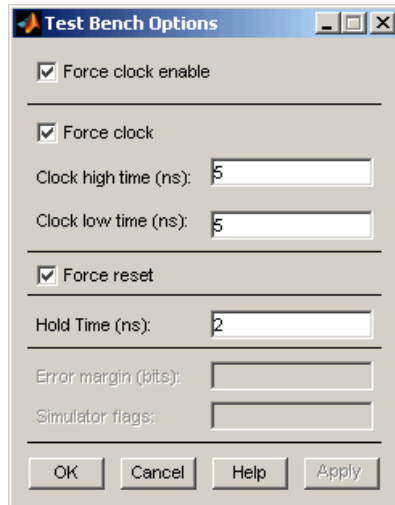 Test Bench Options
Force clock enable
Force clock
Clock high time (ns): 5
Clock low time (ns): 5
Force reset
Hold Time (ns): 2
Error margin (bits):
Simulator flags:
OK Cancel Help Apply